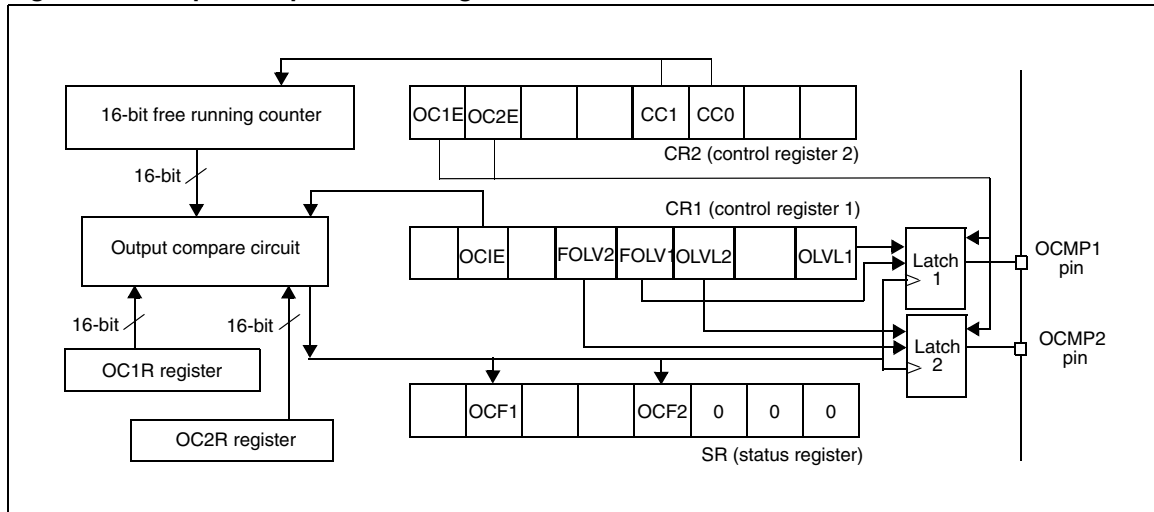 16-bit free running counter
OC1E OC2E CC1 CC0
CR2 (control register 2)
16-bit
CR1 (control register 1)
Output compare circuit
OCIE FOLV2 FOLV1 OLVL2 OLVL1
Latch
1
OCMP1
pin
16-bit
16-bit
OC1R register
Latch
2
OCMP2
pin
OCF1 OCF2 0 0 0
OC2R register
SR (status register)